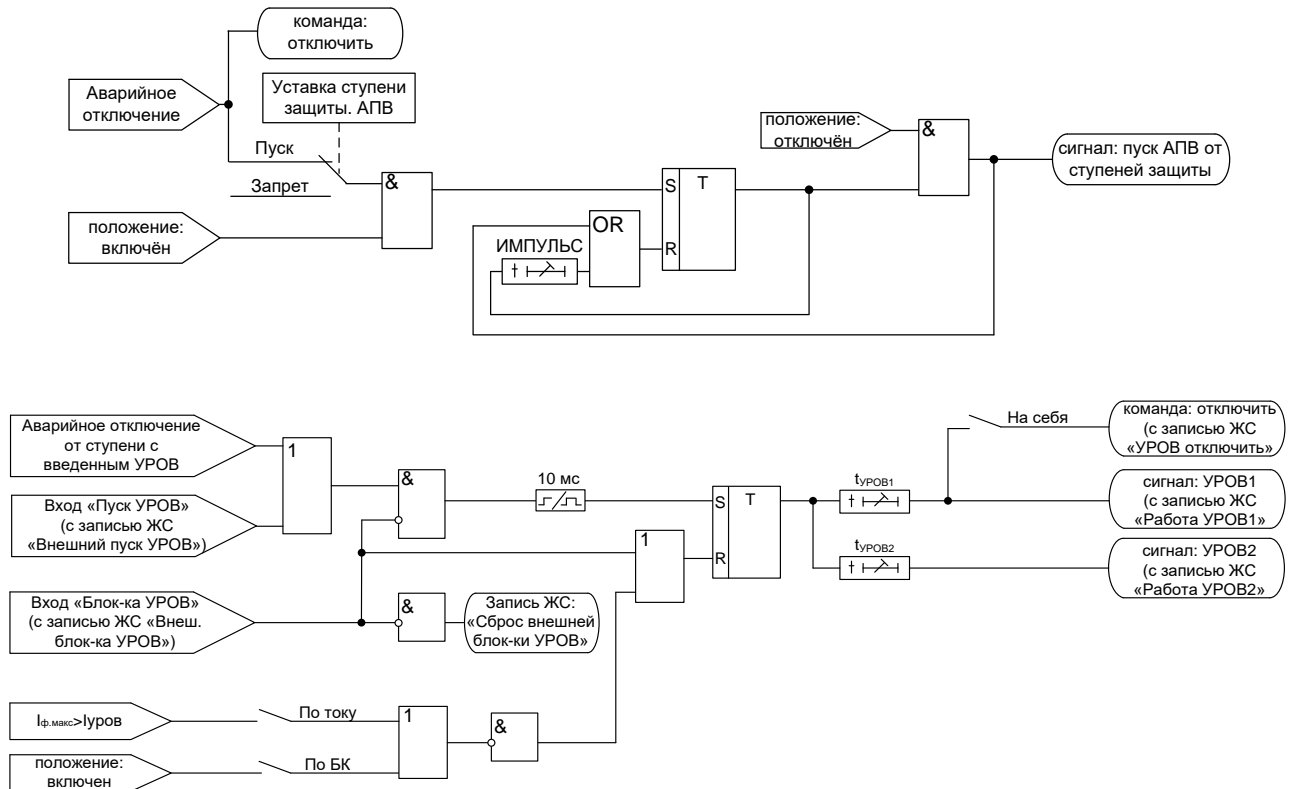 команда:
отключить
Аварийное
отключение
Уставка ступени
защиты. АПВ
Пуск
Запрет
&
положение:
включён
S
T
R
OR
ИМПУЛЬС
положение:
отключён
&
сигнал: пуск АПВ от
ступеней защиты
Аварийное отключение
от ступени с
введенным УРОВ
1
Вход «Пуск УРОВ»
(с записью ЖС
«Внешний пуск УРОВ»)
&
10 мс
S
T
R
1
tУРОВ1
tУРОВ2
На себя
команда: отключить
(с записью ЖС
«УРОВ отключить»
сигнал: УРОВ1
(с записью ЖС
«Работа УРОВ1»
сигнал: УРОВ2
(с записью ЖС
«Работа УРОВ2»
Вход «Блок-ка УРОВ»
(с записью ЖС «Внеш.
блок-ка УРОВ»)
&
Запись ЖС:
«Сброс внешней
блок-ки УРОВ»
Iф.макс>Iуров
По току
1
&
положение:
включен
По БК